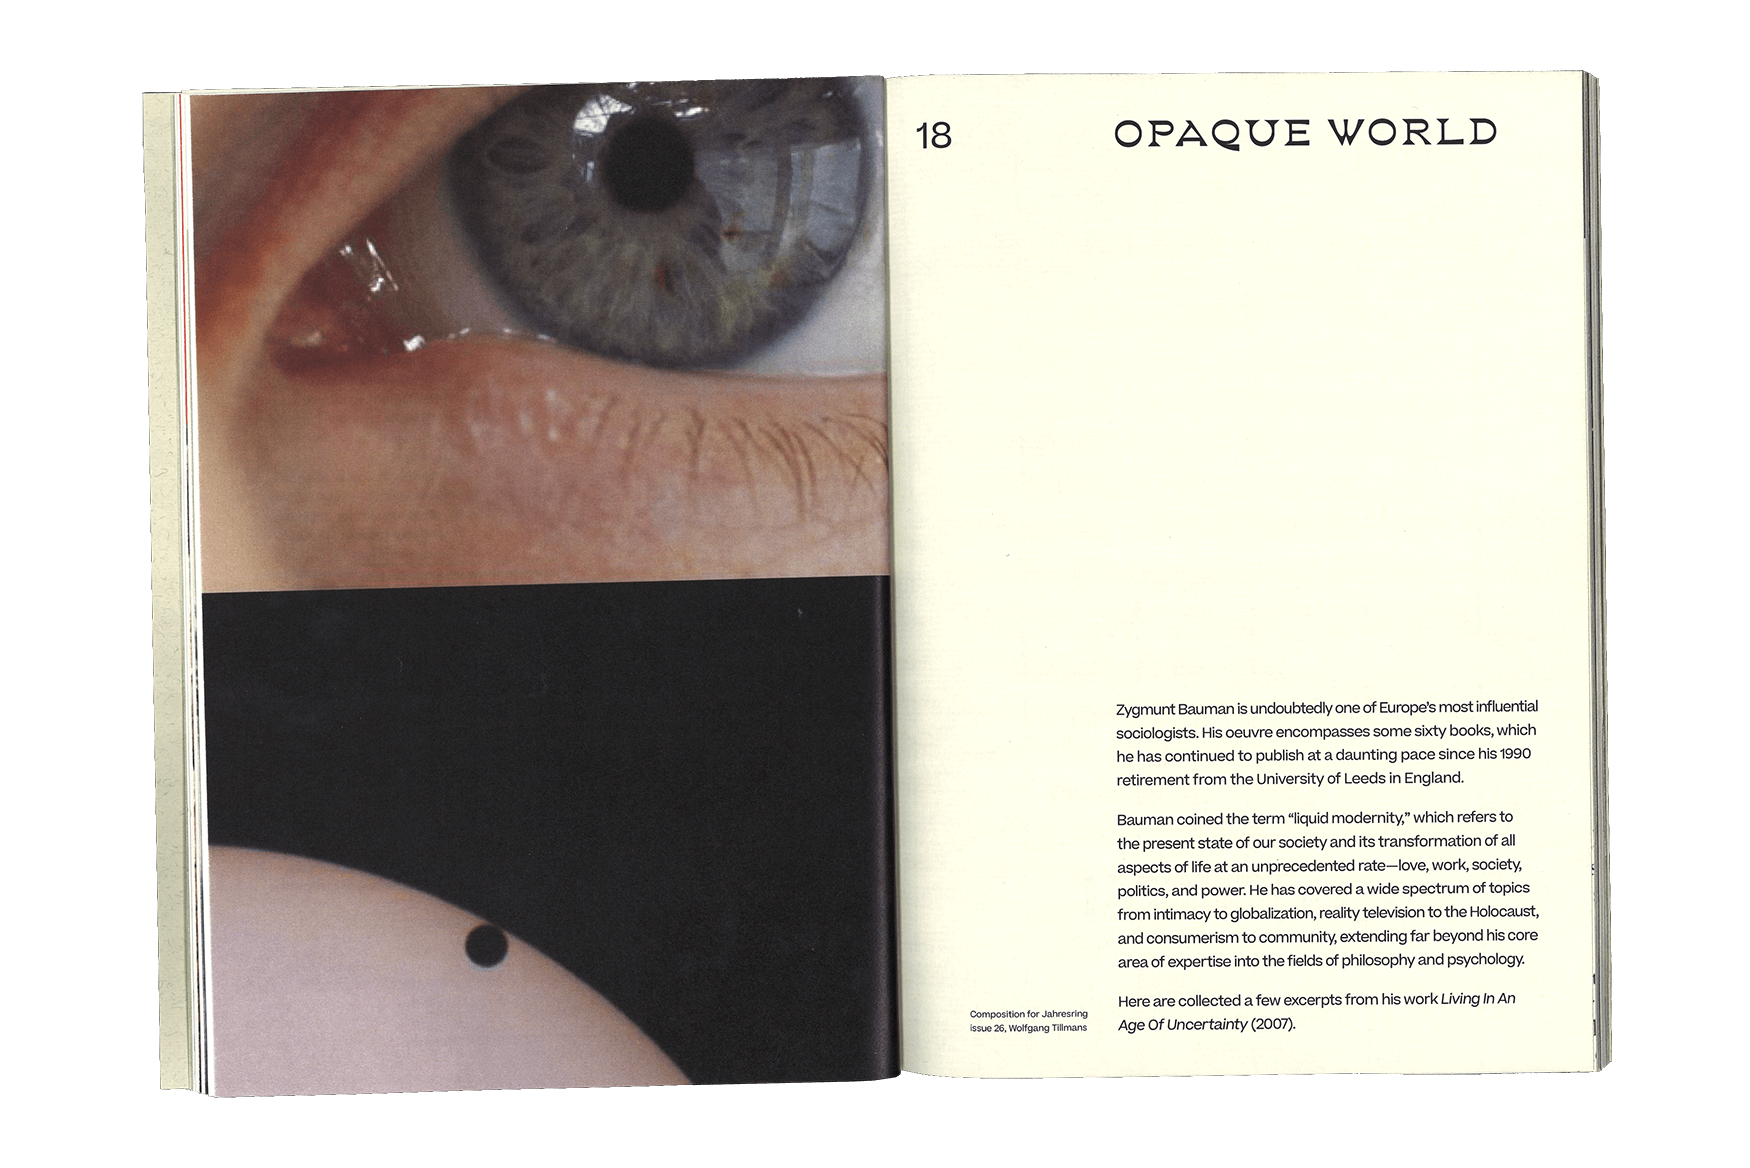 18
OPAQUE WORLD
Zygmunt Bauman is undoubtedly one of Europe's most influential
sociologists. His oeuvre encompasses some sixty books, which
he has continued to publish at a daunting pace since his 1990
retirement from the University of Leeds in England.
Bauman coined the term “liquid modernity,” which refers to
the present state of our society and its transformation of all
aspects of life at an unprecedented rate—love, work, society,
politics, and power. He has covered a wide spectrum of topics
from intimacy to globalization, reality television to the Holocaust,
and consumerism to community, extending far beyond his core
area of expertise into the fields of philosophy and psychology.
Here are collected a few excerpts from his work Living In An
Age Of Uncertainty (2007).
Composition for Jahresring
issue 26, Wolfgang Tillmans